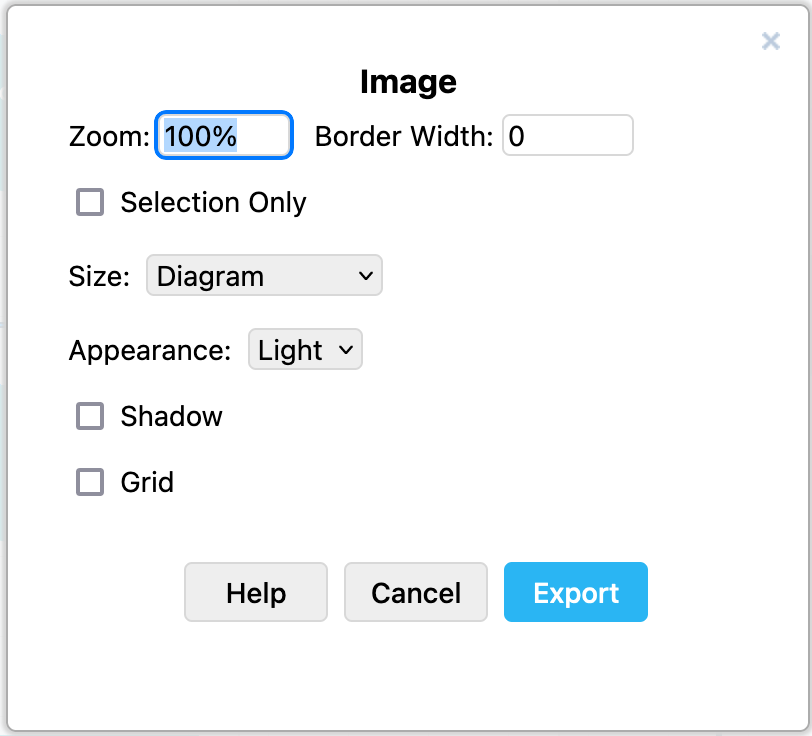 Image
Zoom: 100% Border Width: 0
Selection Only
Size: Diagram
Appearance: Light
Shadow
Grid
Help Cancel Export